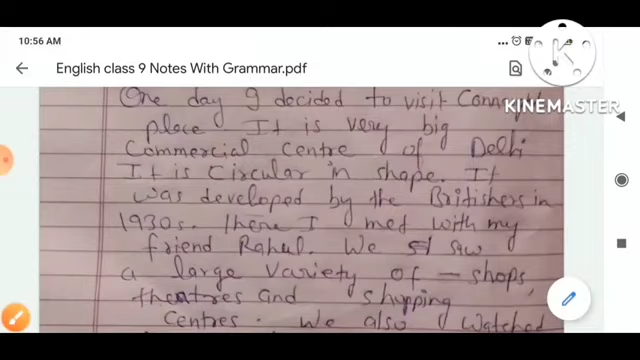 10:56 AM
English class 9 Notes With Grammar.pdf
KINEMASTER
One day I decided to visit
place It is very big
Commercial centre of Delhi
It is circular in shape. It
was developed by the Britishers in
1930s. There I met with my
friend Rahul. We saw
a large variety of - shops,
theatres and shopping
centres. We also watched